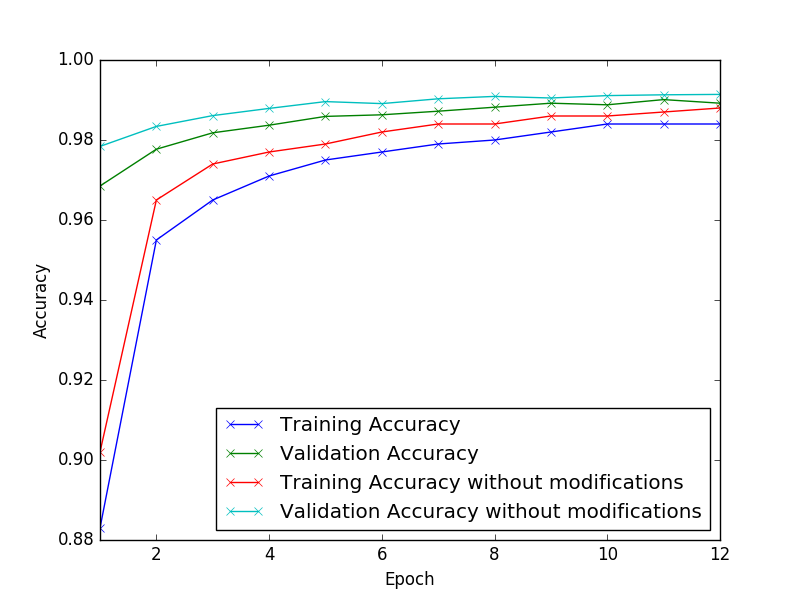 1.00
0.98
0.96
0.94
0.92
0.90
0.88
Accuracy
Training Accuracy
Validation Accuracy
Training Accuracy without modifications
Validation Accuracy without modifications
2 4 6 8 10 12
Epoch